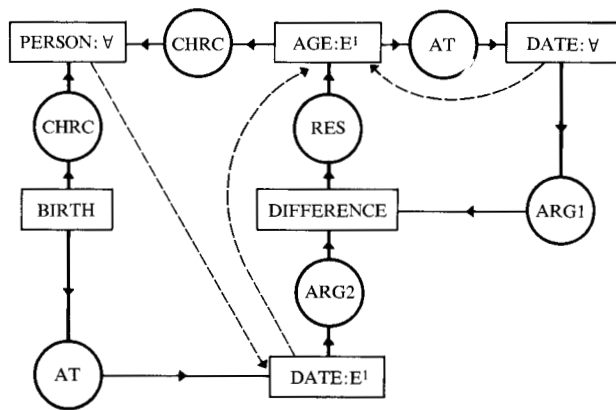 PERSON: ∀
CHRC
AGE:E¹
AT
DATE: ∀
CHRC
RES
BIRTH
DIFFERENCE
ARG1
ARG2
AT
DATE:E¹